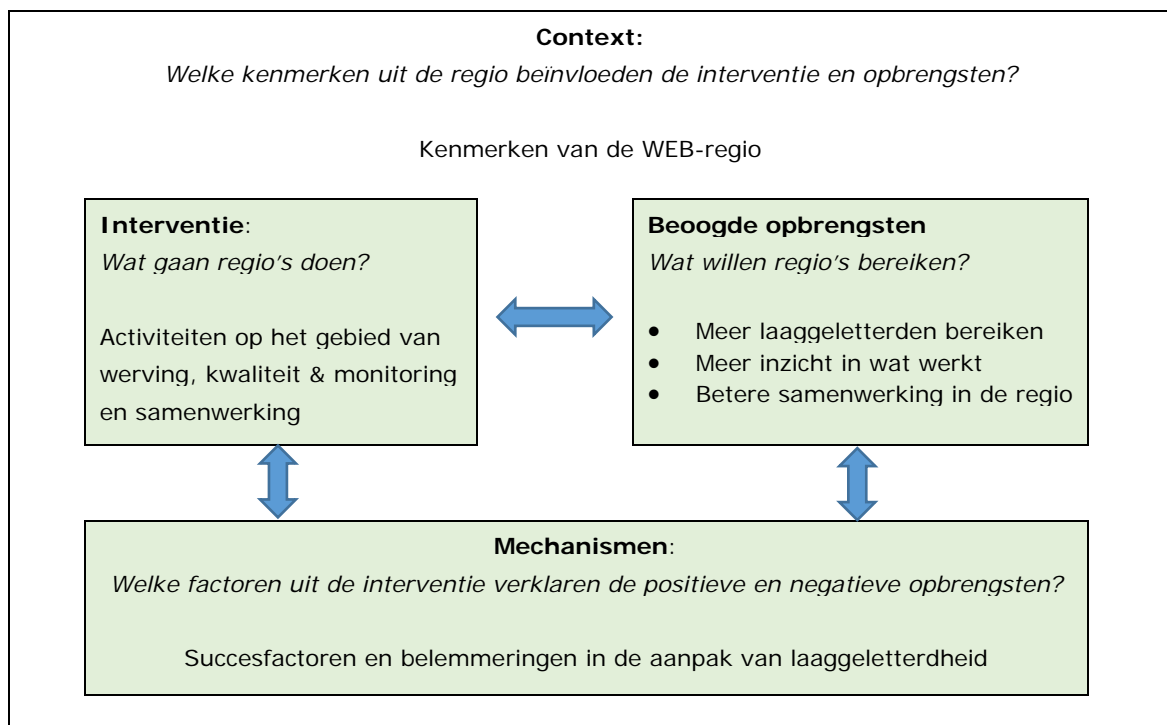 Context:
Welke kenmerken uit de regio beïnvloeden de interventie en opbrengsten?
Kenmerken van de WEB-regio
Interventie:
Wat gaan regio's doen?
Activiteiten op het gebied van
werving, kwaliteit & monitoring
en samenwerking
Beoogde opbrengsten
Wat willen regio's bereiken?
• Meer laaggeletterden bereiken
• Meer inzicht in wat werkt
• Betere samenwerking in de regio
Mechanismen:
Welke factoren uit de interventie verklaren de positieve en negatieve opbrengsten?
Succesfactoren en belemmeringen in de aanpak van laaggeletterdheid